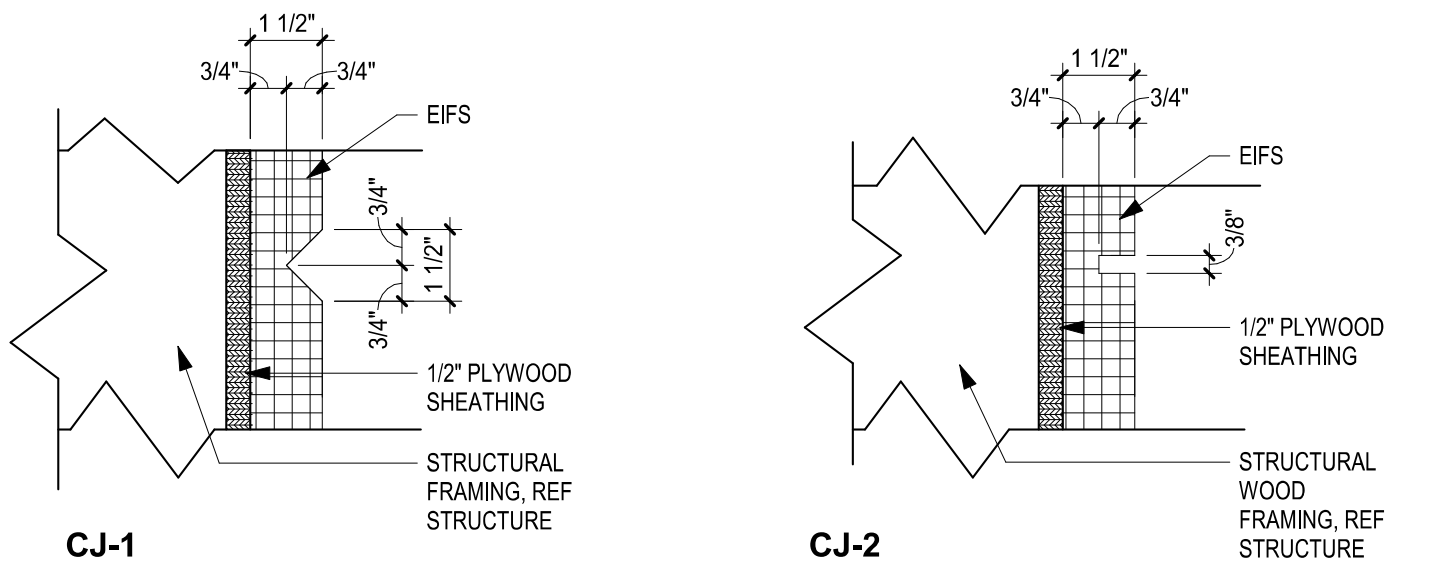 1 1/2"
3/4" 3/4"
EIFS
3/4"
1 1/2"
3/4"
1/2" PLYWOOD
SHEATHING
STRUCTURAL
FRAMING, REF
STRUCTURE
CJ-1
1 1/2"
3/4" 3/4"
EIFS
3/8"
1/2" PLYWOOD
SHEATHING
STRUCTURAL
WOOD
FRAMING, REF
STRUCTURE
CJ-2